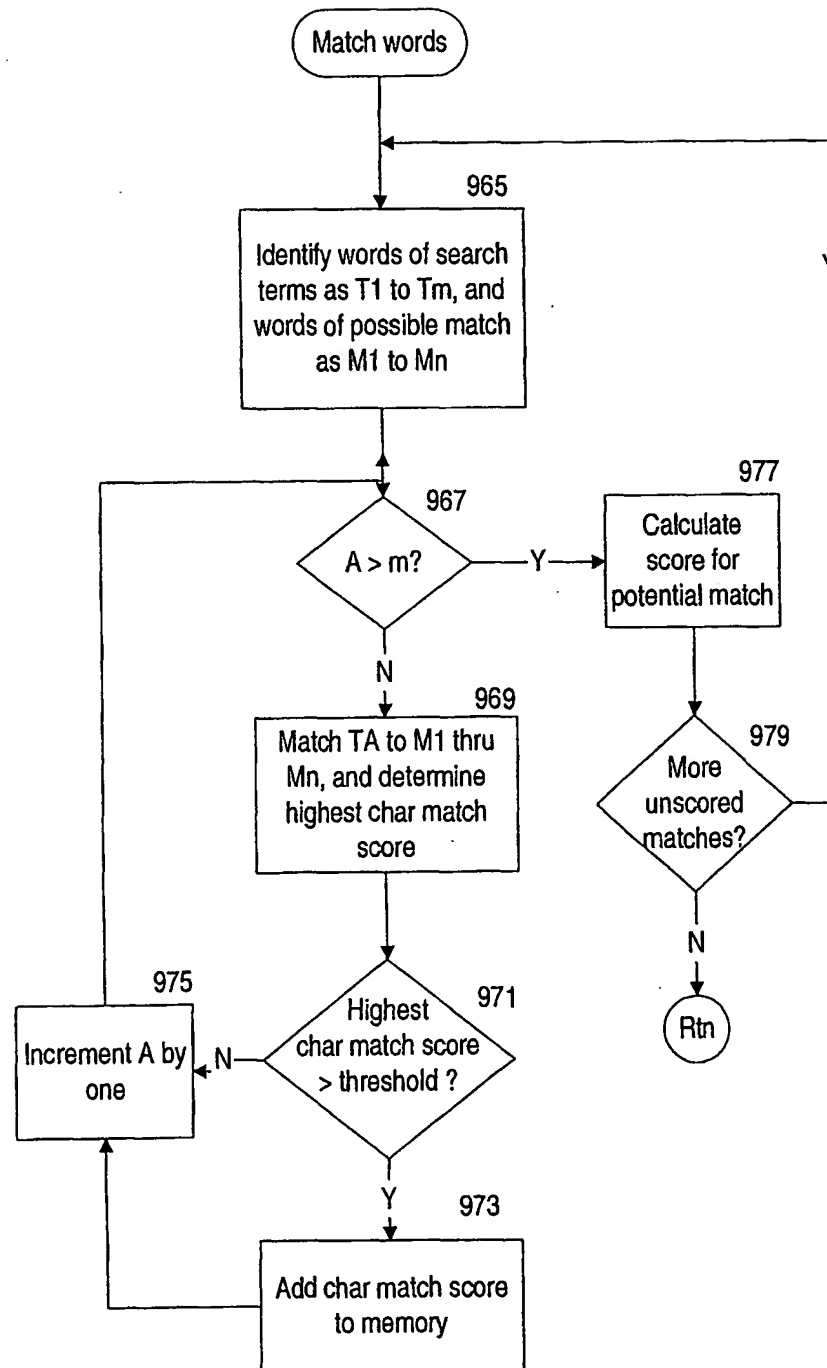 Match words
965
Identify words of search
terms as T1 to Tm, and
words of possible match
as M1 to Mn
967
A > m?
Y
977
Calculate
score for
potential match
N
969
Match TA to M1 thru
Mn, and determine
highest char match
score
979
More
unscored
matches?
N
Rtn
971
Highest
char match score
> threshold ?
N
975
Increment A by
one
Y
973
Add char match score
to memory